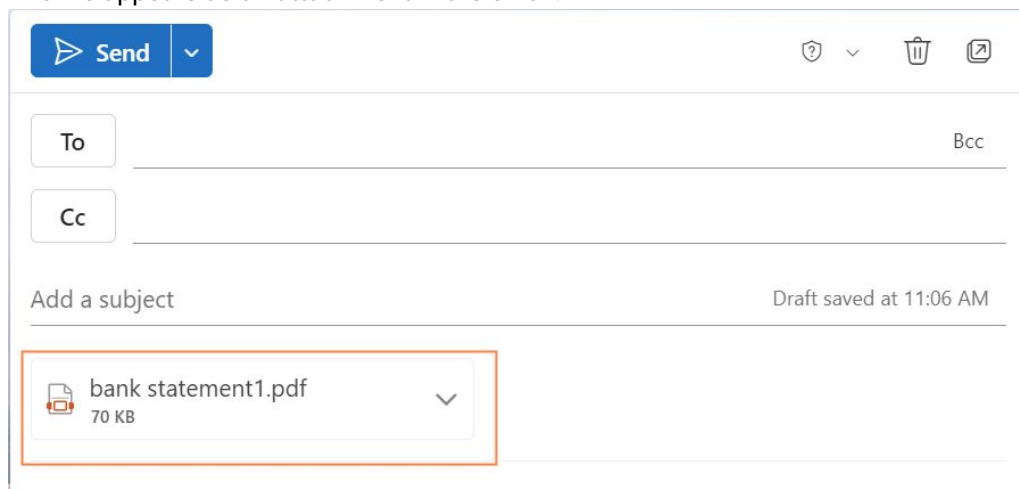 Send
To
Bcc
Cc
Add a subject
Draft saved at 11:06 AM
bank statement1.pdf
70 KB